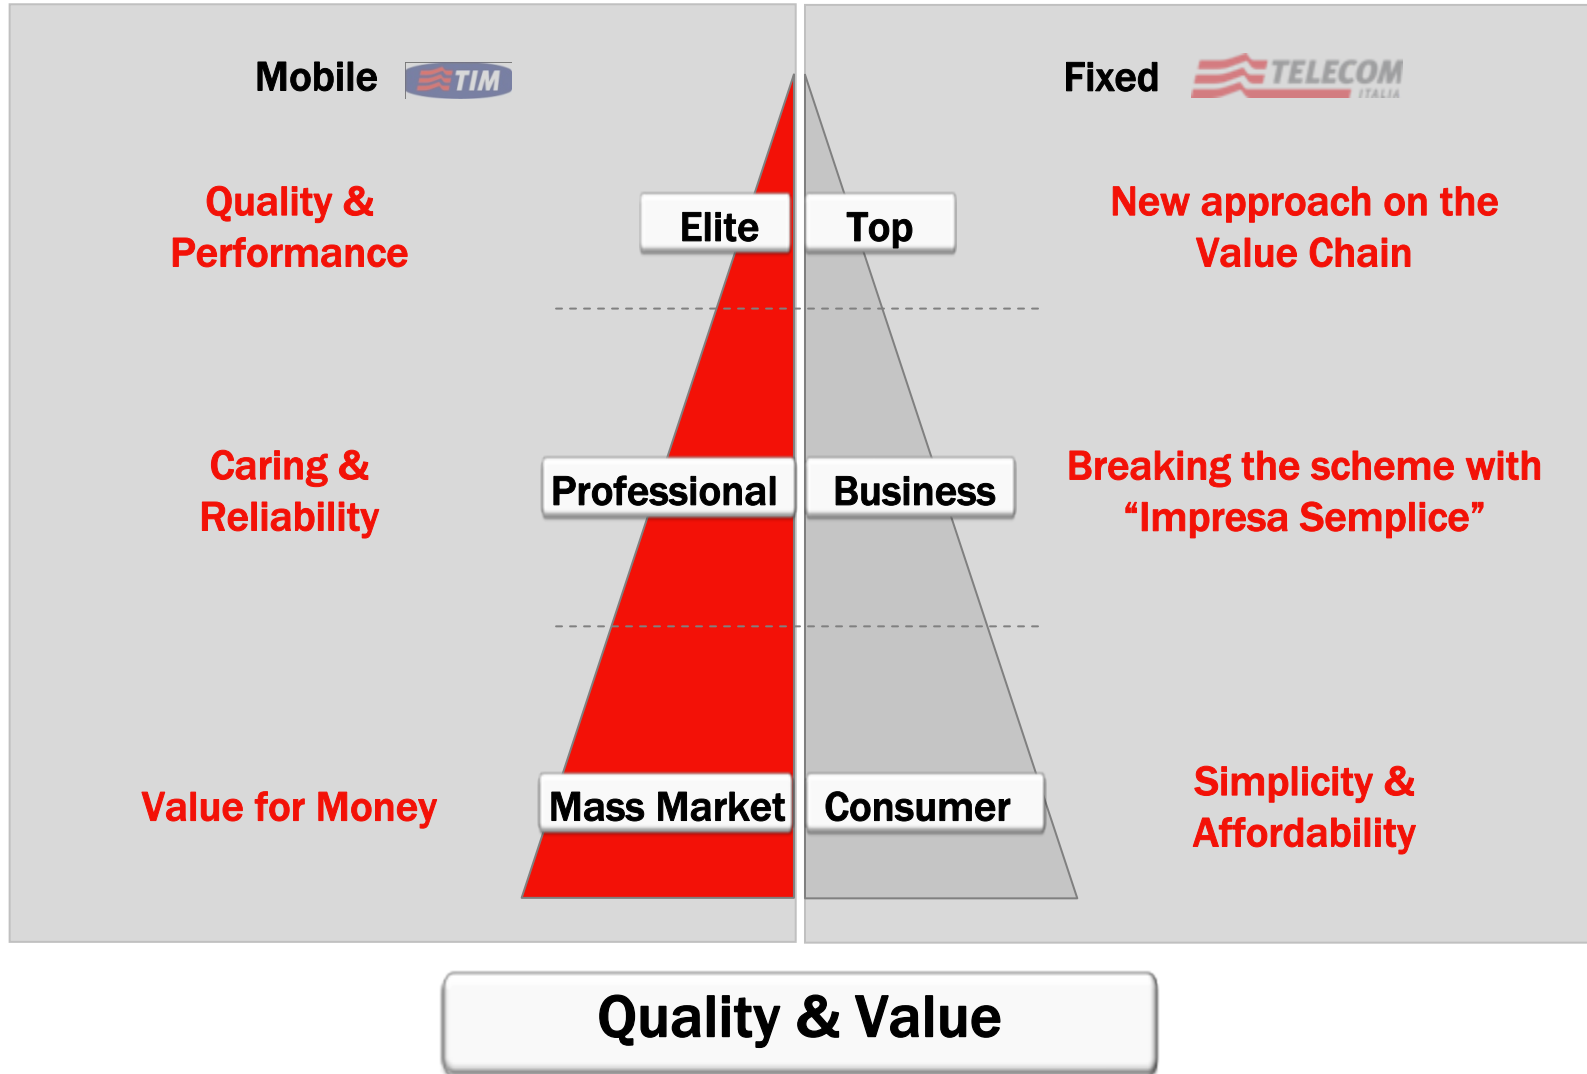 Mobile
TIM
Fixed
TELECOM
ITALIA
Quality &
Performance
Elite
Top
New approach on the
Value Chain
Caring &
Reliability
Professional
Business
Breaking the scheme with
“Impresa Semplice”
Value for Money
Mass Market
Consumer
Simplicity &
Affordability
Quality & Value